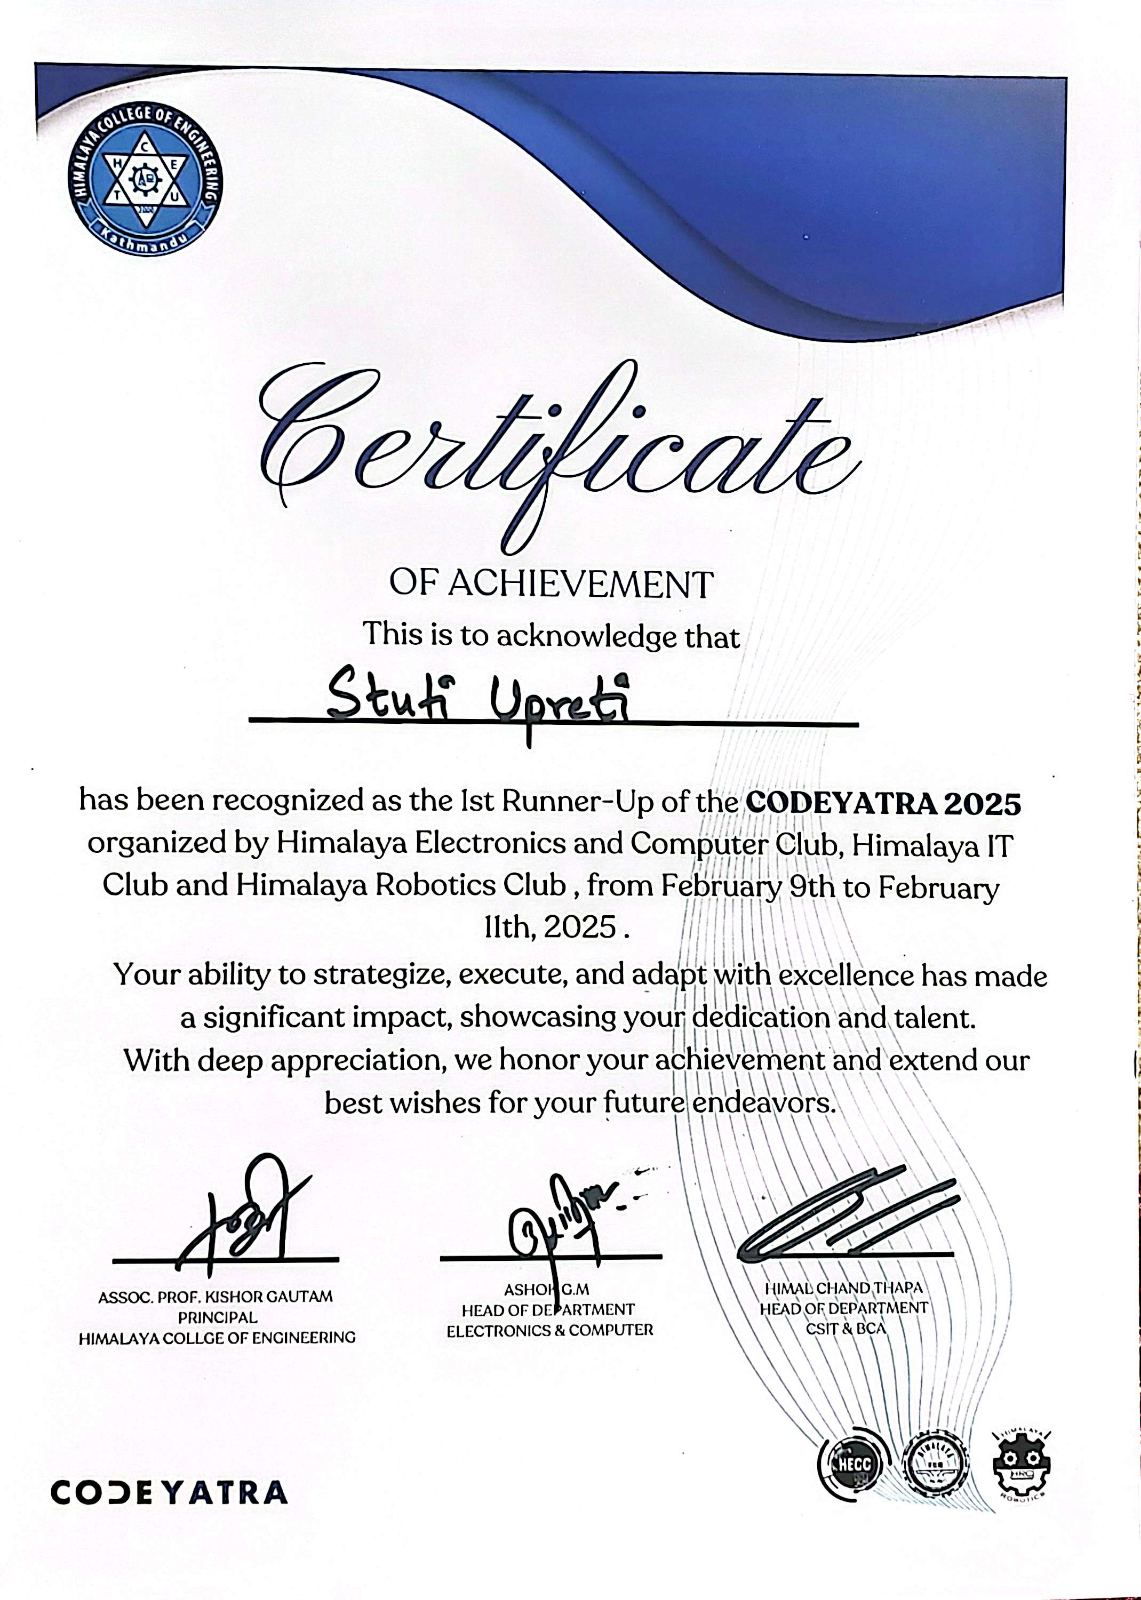 HIMALAYA COLLEGE OF ENGINEERING
H C E T U
Kathmandu
Certificate
OF ACHIEVEMENT
This is to acknowledge that
Stuti Upreti
has been recognized as the 1st Runner-Up of the CODEYATRA 2025
organized by Himalaya Electronics and Computer Club, Himalaya IT
Club and Himalaya Robotics Club , from February 9th to February
11th, 2025 .
Your ability to strategize, execute, and adapt with excellence has made
a significant impact, showcasing your dedication and talent.
With deep appreciation, we honor your achievement and extend our
best wishes for your future endeavors.
ASSOC. PROF. KISHOR GAUTAM
PRINCIPAL
HIMALAYA COLLGE OF ENGINEERING
ASHOK G.M
HEAD OF DEPARTMENT
ELECTRONICS & COMPUTER
HIMAL CHAND THAPA
HEAD OF DEPARTMENT
CSIT & BCA
CODEYATRA
HECC
HIMALAYA
HIMALAYA
HRC
ROBOTICS